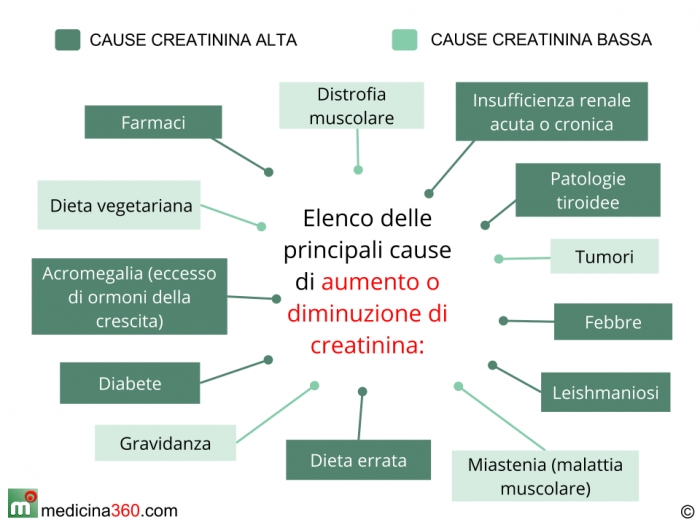 CAUSE CREATININA ALTA
CAUSE CREATININA BASSA
Distrofia
muscolare
Insufficienza renale
acuta o cronica
Farmaci
Patologie
tiroidee
Dieta vegetariana
Elenco delle
principali cause
di aumento o
diminuzione di
creatinina:
Tumori
Acromegalia (eccesso
di ormoni della
crescita)
Febbre
Diabete
Leishmaniosi
Gravidanza
Dieta errata
Miastenia (malattia
muscolare)
medicina360.com
©